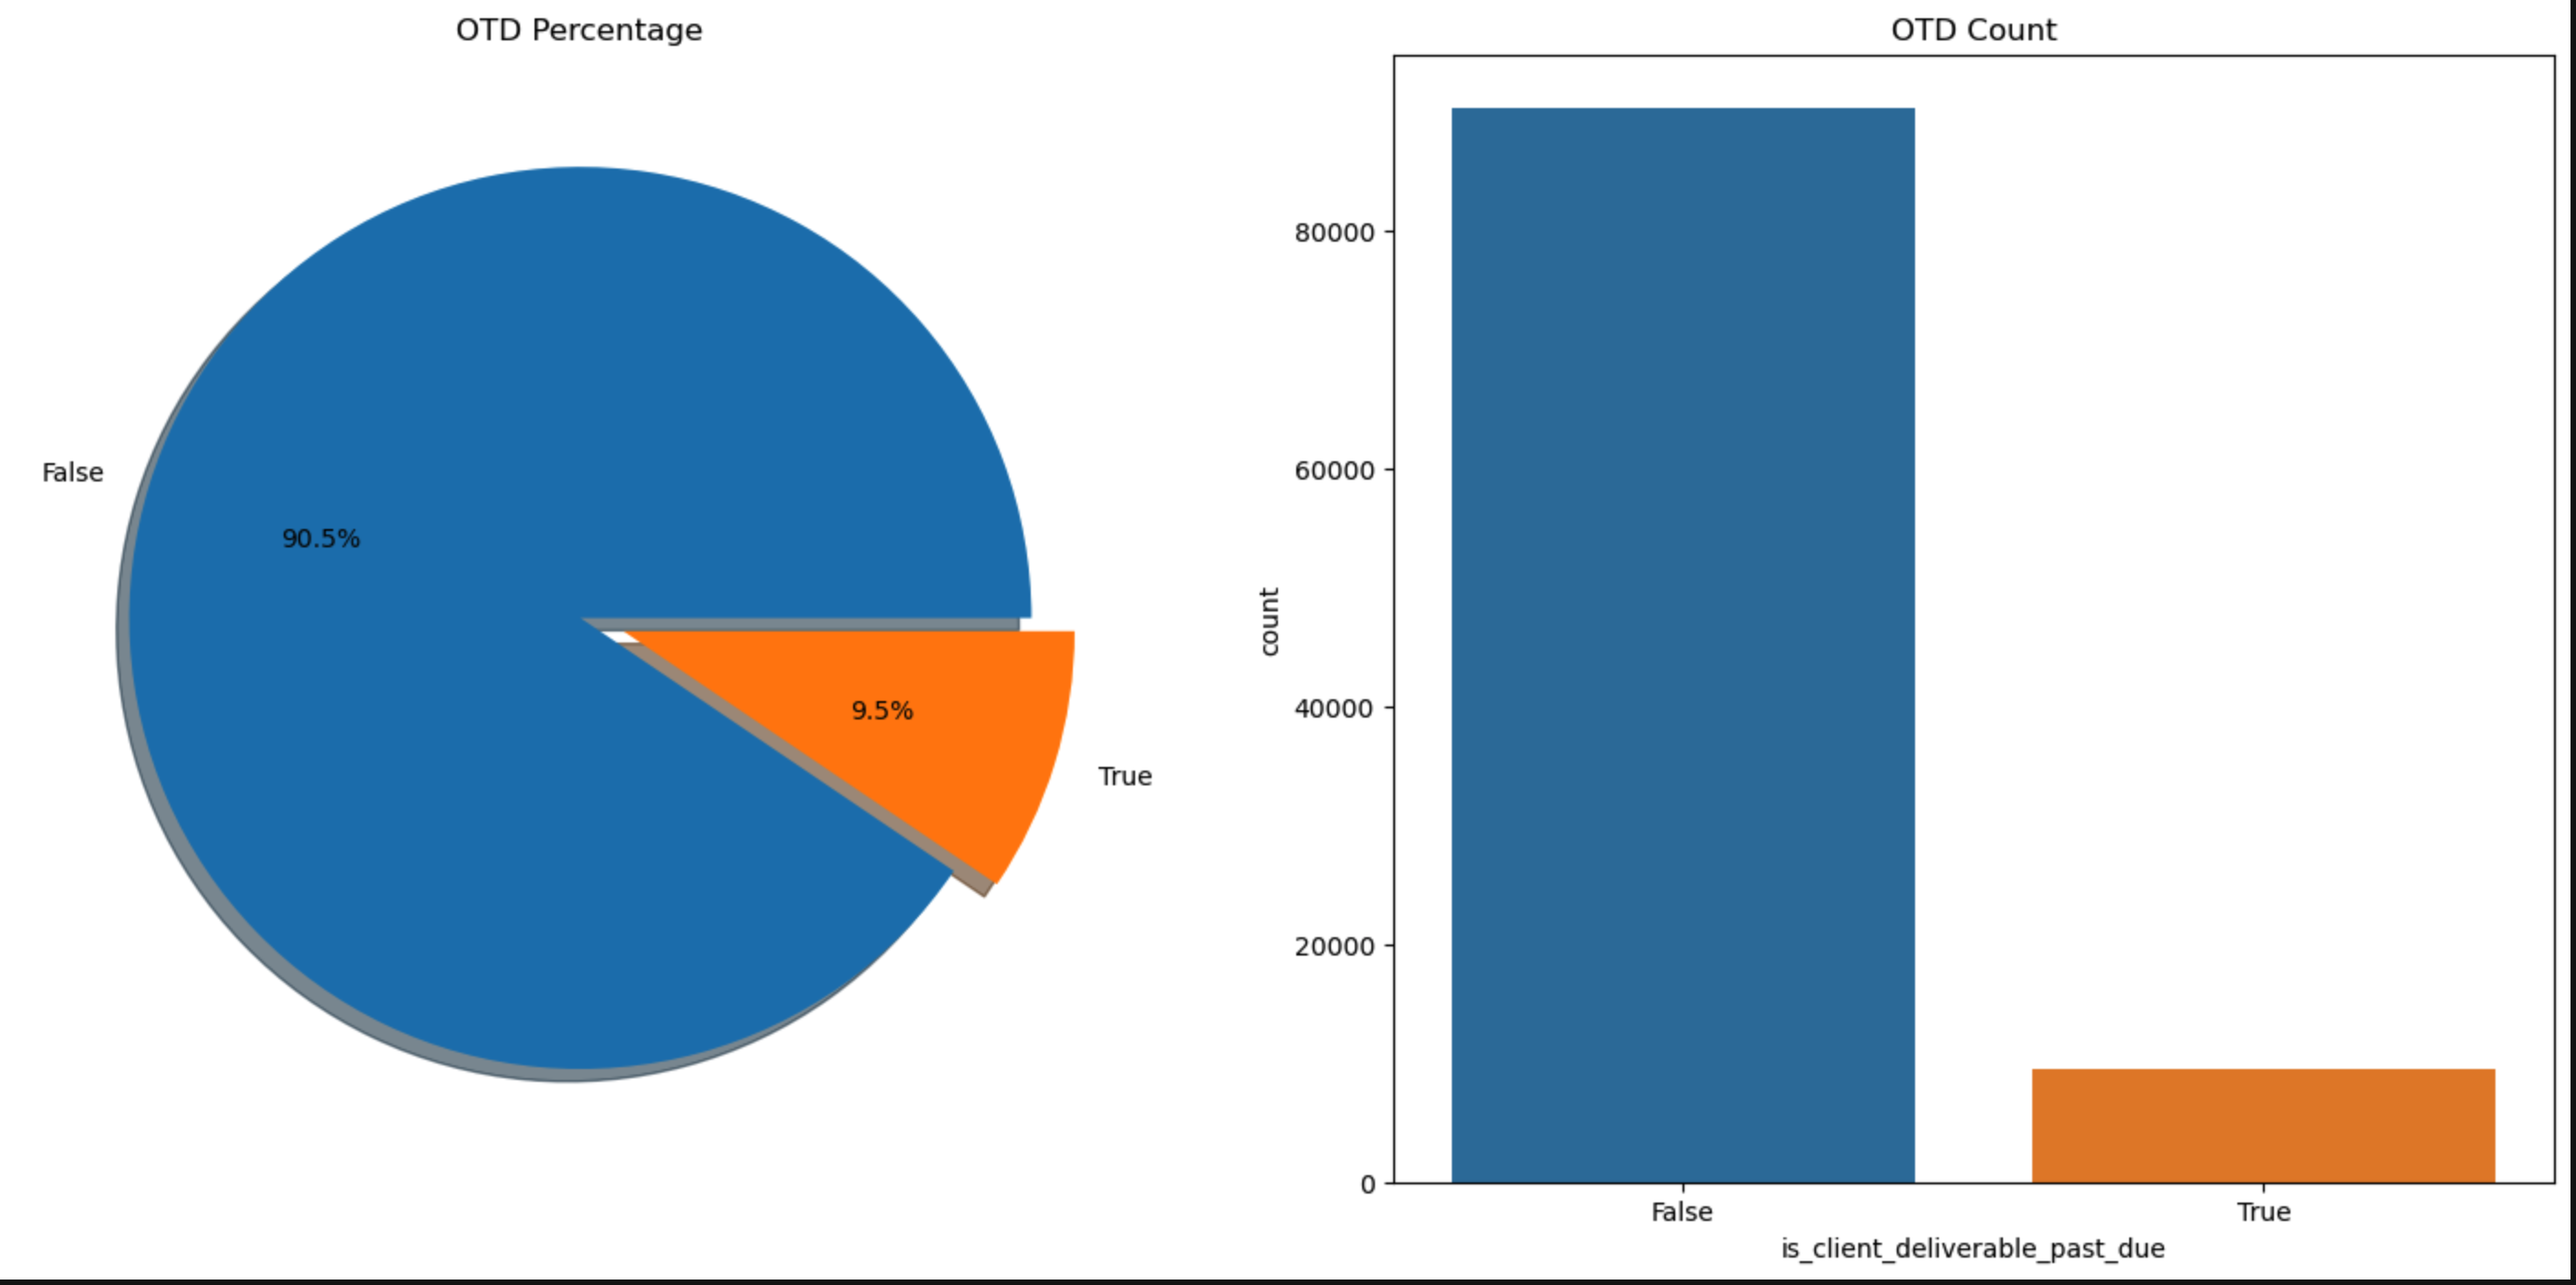 OTD Percentage
False
90.5%
9.5%
True
OTD Count
80000
60000
40000
20000
0
count
False
True
is_client_deliverable_past_due